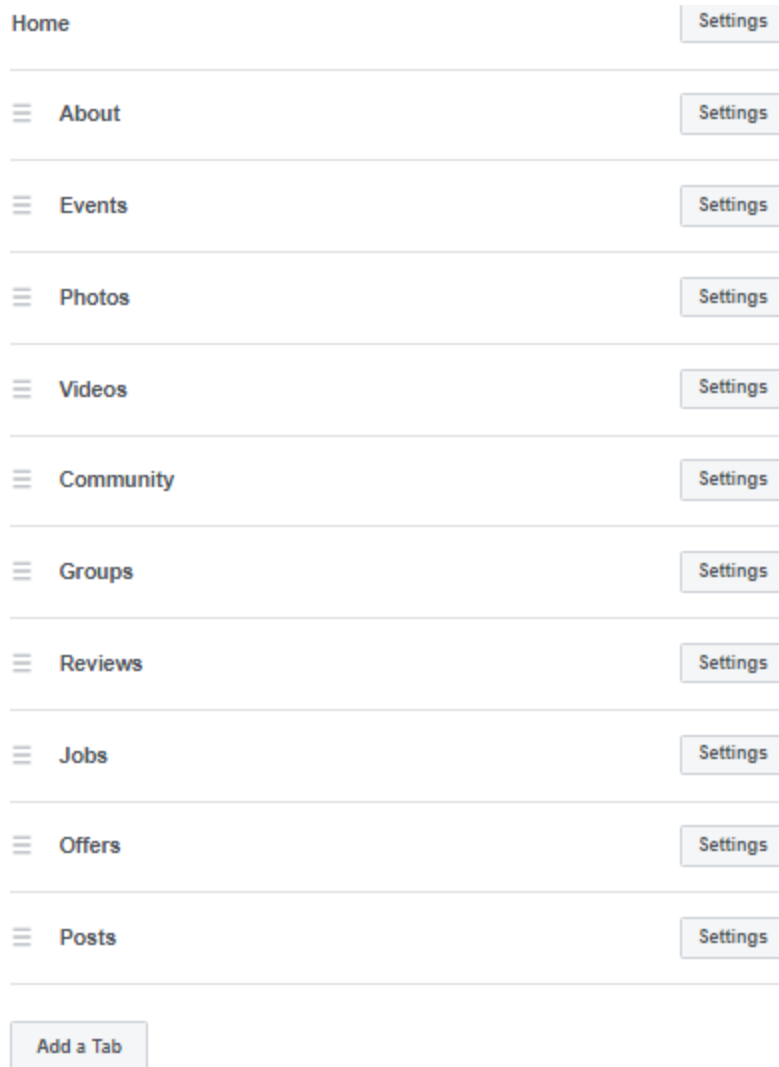 Home Settings
About Settings
Events Settings
Photos Settings
Videos Settings
Community Settings
Groups Settings
Reviews Settings
Jobs Settings
Offers Settings
Posts Settings
Add a Tab